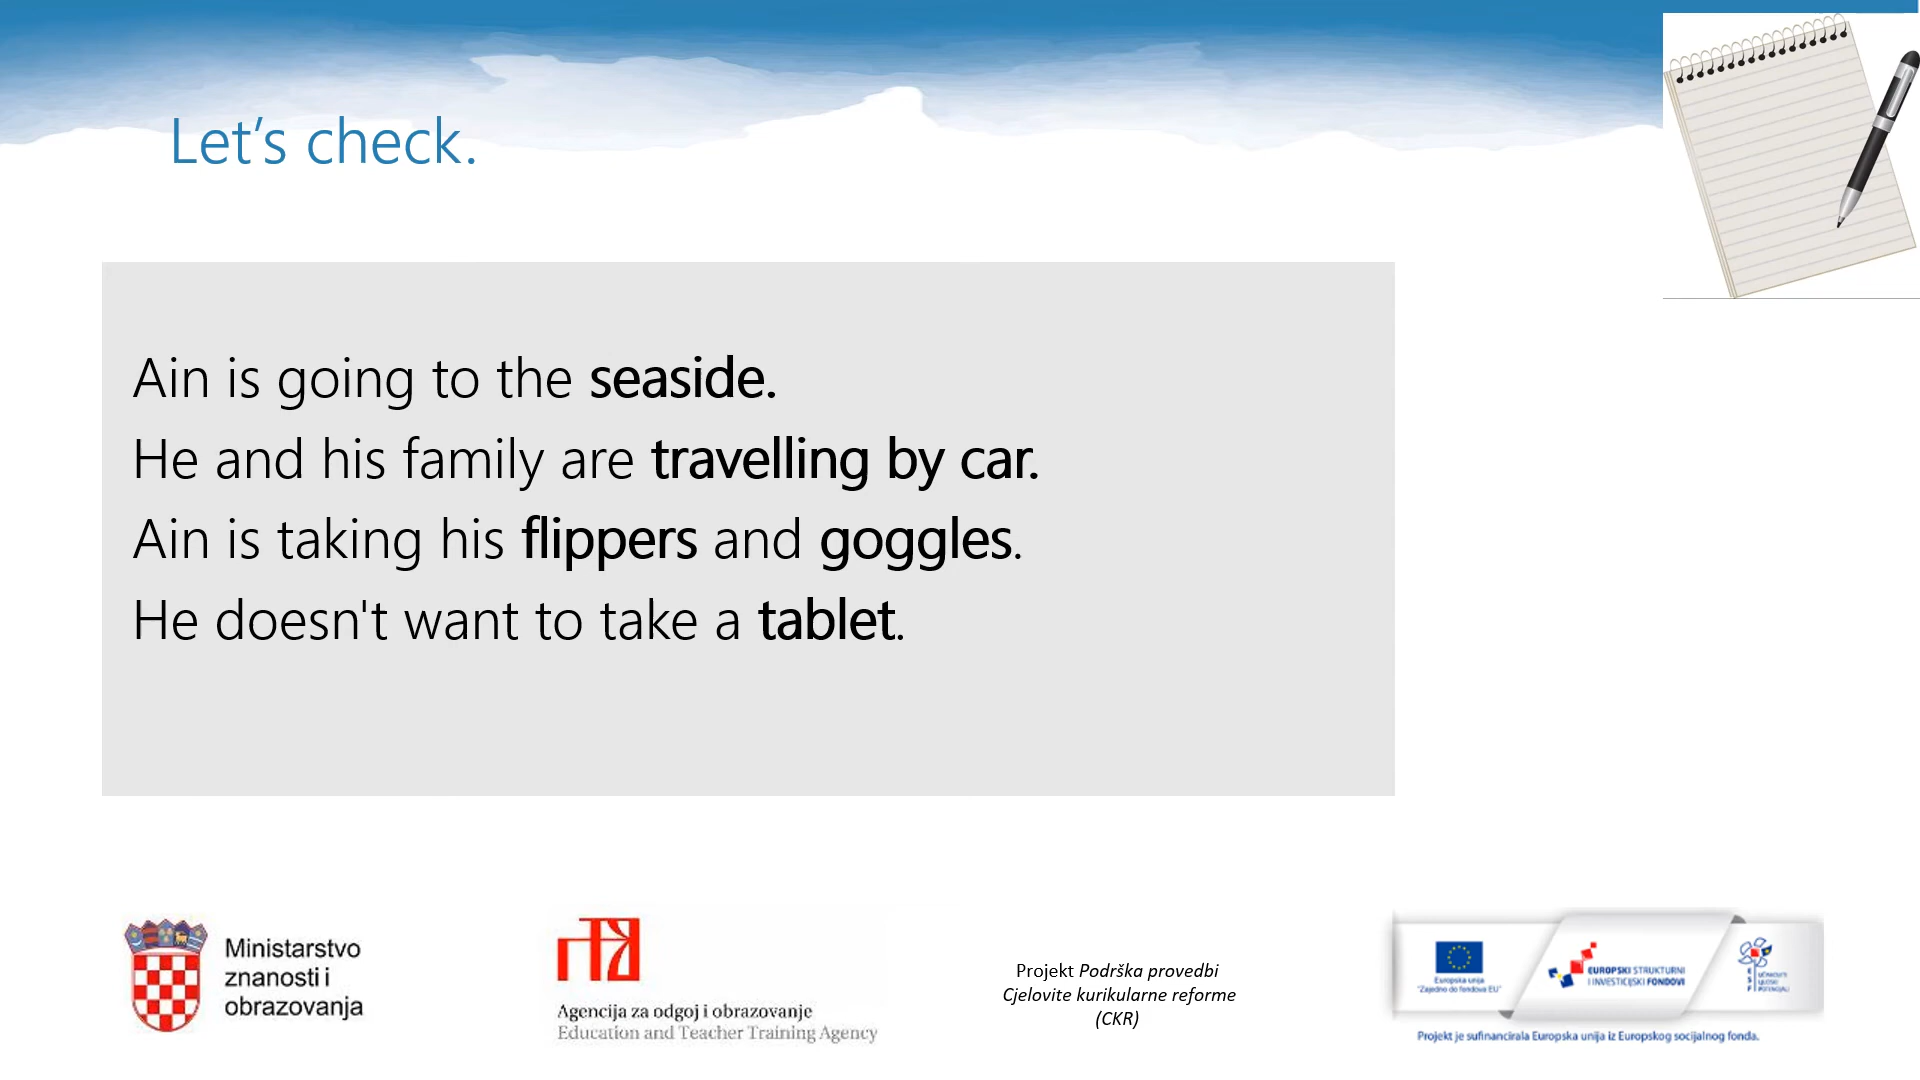 Let’s check.
Ain is going to the seaside.
He and his family are travelling by car.
Ain is taking his flippers and goggles.
He doesn't want to take a tablet.
Ministarstvo
znanosti i
obrazovanja
Agencija za odgoj i obrazovanje
Education and Teacher Training Agency
Projekt Podrška provedbi
Cjelovite kurikularne reforme
(CKR)
Europska unija
"Zajedno do fondova EU"
EUROPSKI STRUKTURNI
I INVESTICIJSKI FONDOVI
Projekt je sufinancirala Europska unija iz Europskog socijalnog fonda.